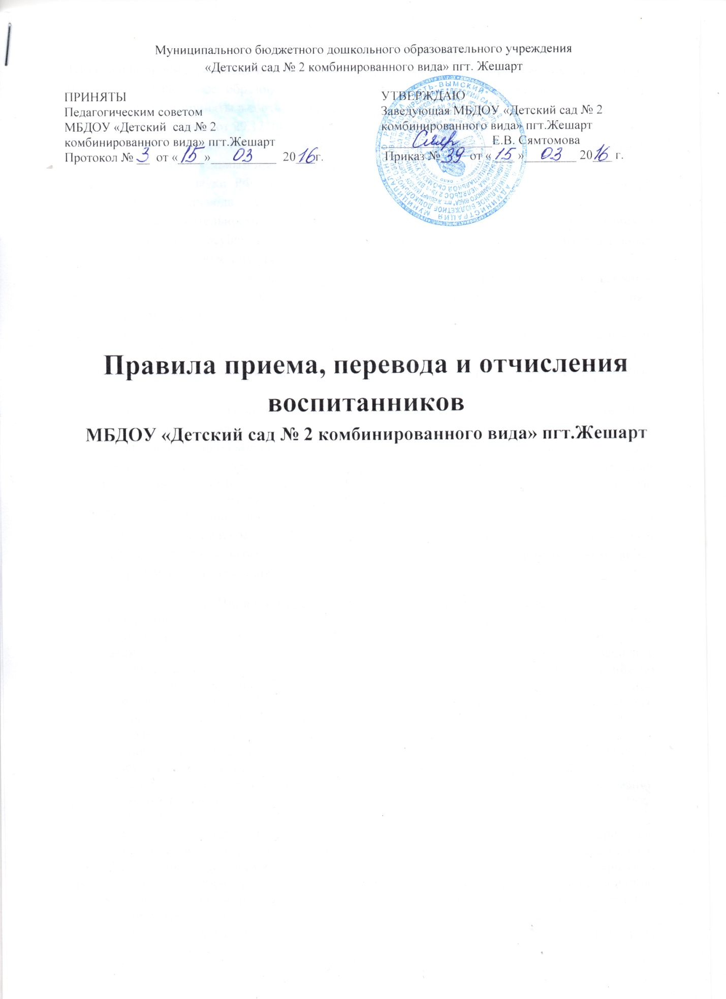 Муниципального бюджетного дошкольного образовательного учреждения
«Детский сад № 2 комбинированного вида» пгт. Жешарт
ПРИНЯТЫ
Педагогическим советом
МБДОУ «Детский сад № 2
комбинированного вида» пгт.Жешарт
Протокол № 3 от «15» 03 2016г.
УТВЕРЖДАЮ
Заведующая МБДОУ «Детский сад № 2
комбинированного вида» пгт.Жешарт
Е.В. Сямтомова
Приказ № 39 от «15» 03 2016 г.
Правила приема, перевода и отчисления
воспитанников
МБДОУ «Детский сад № 2 комбинированного вида» пгт.Жешарт